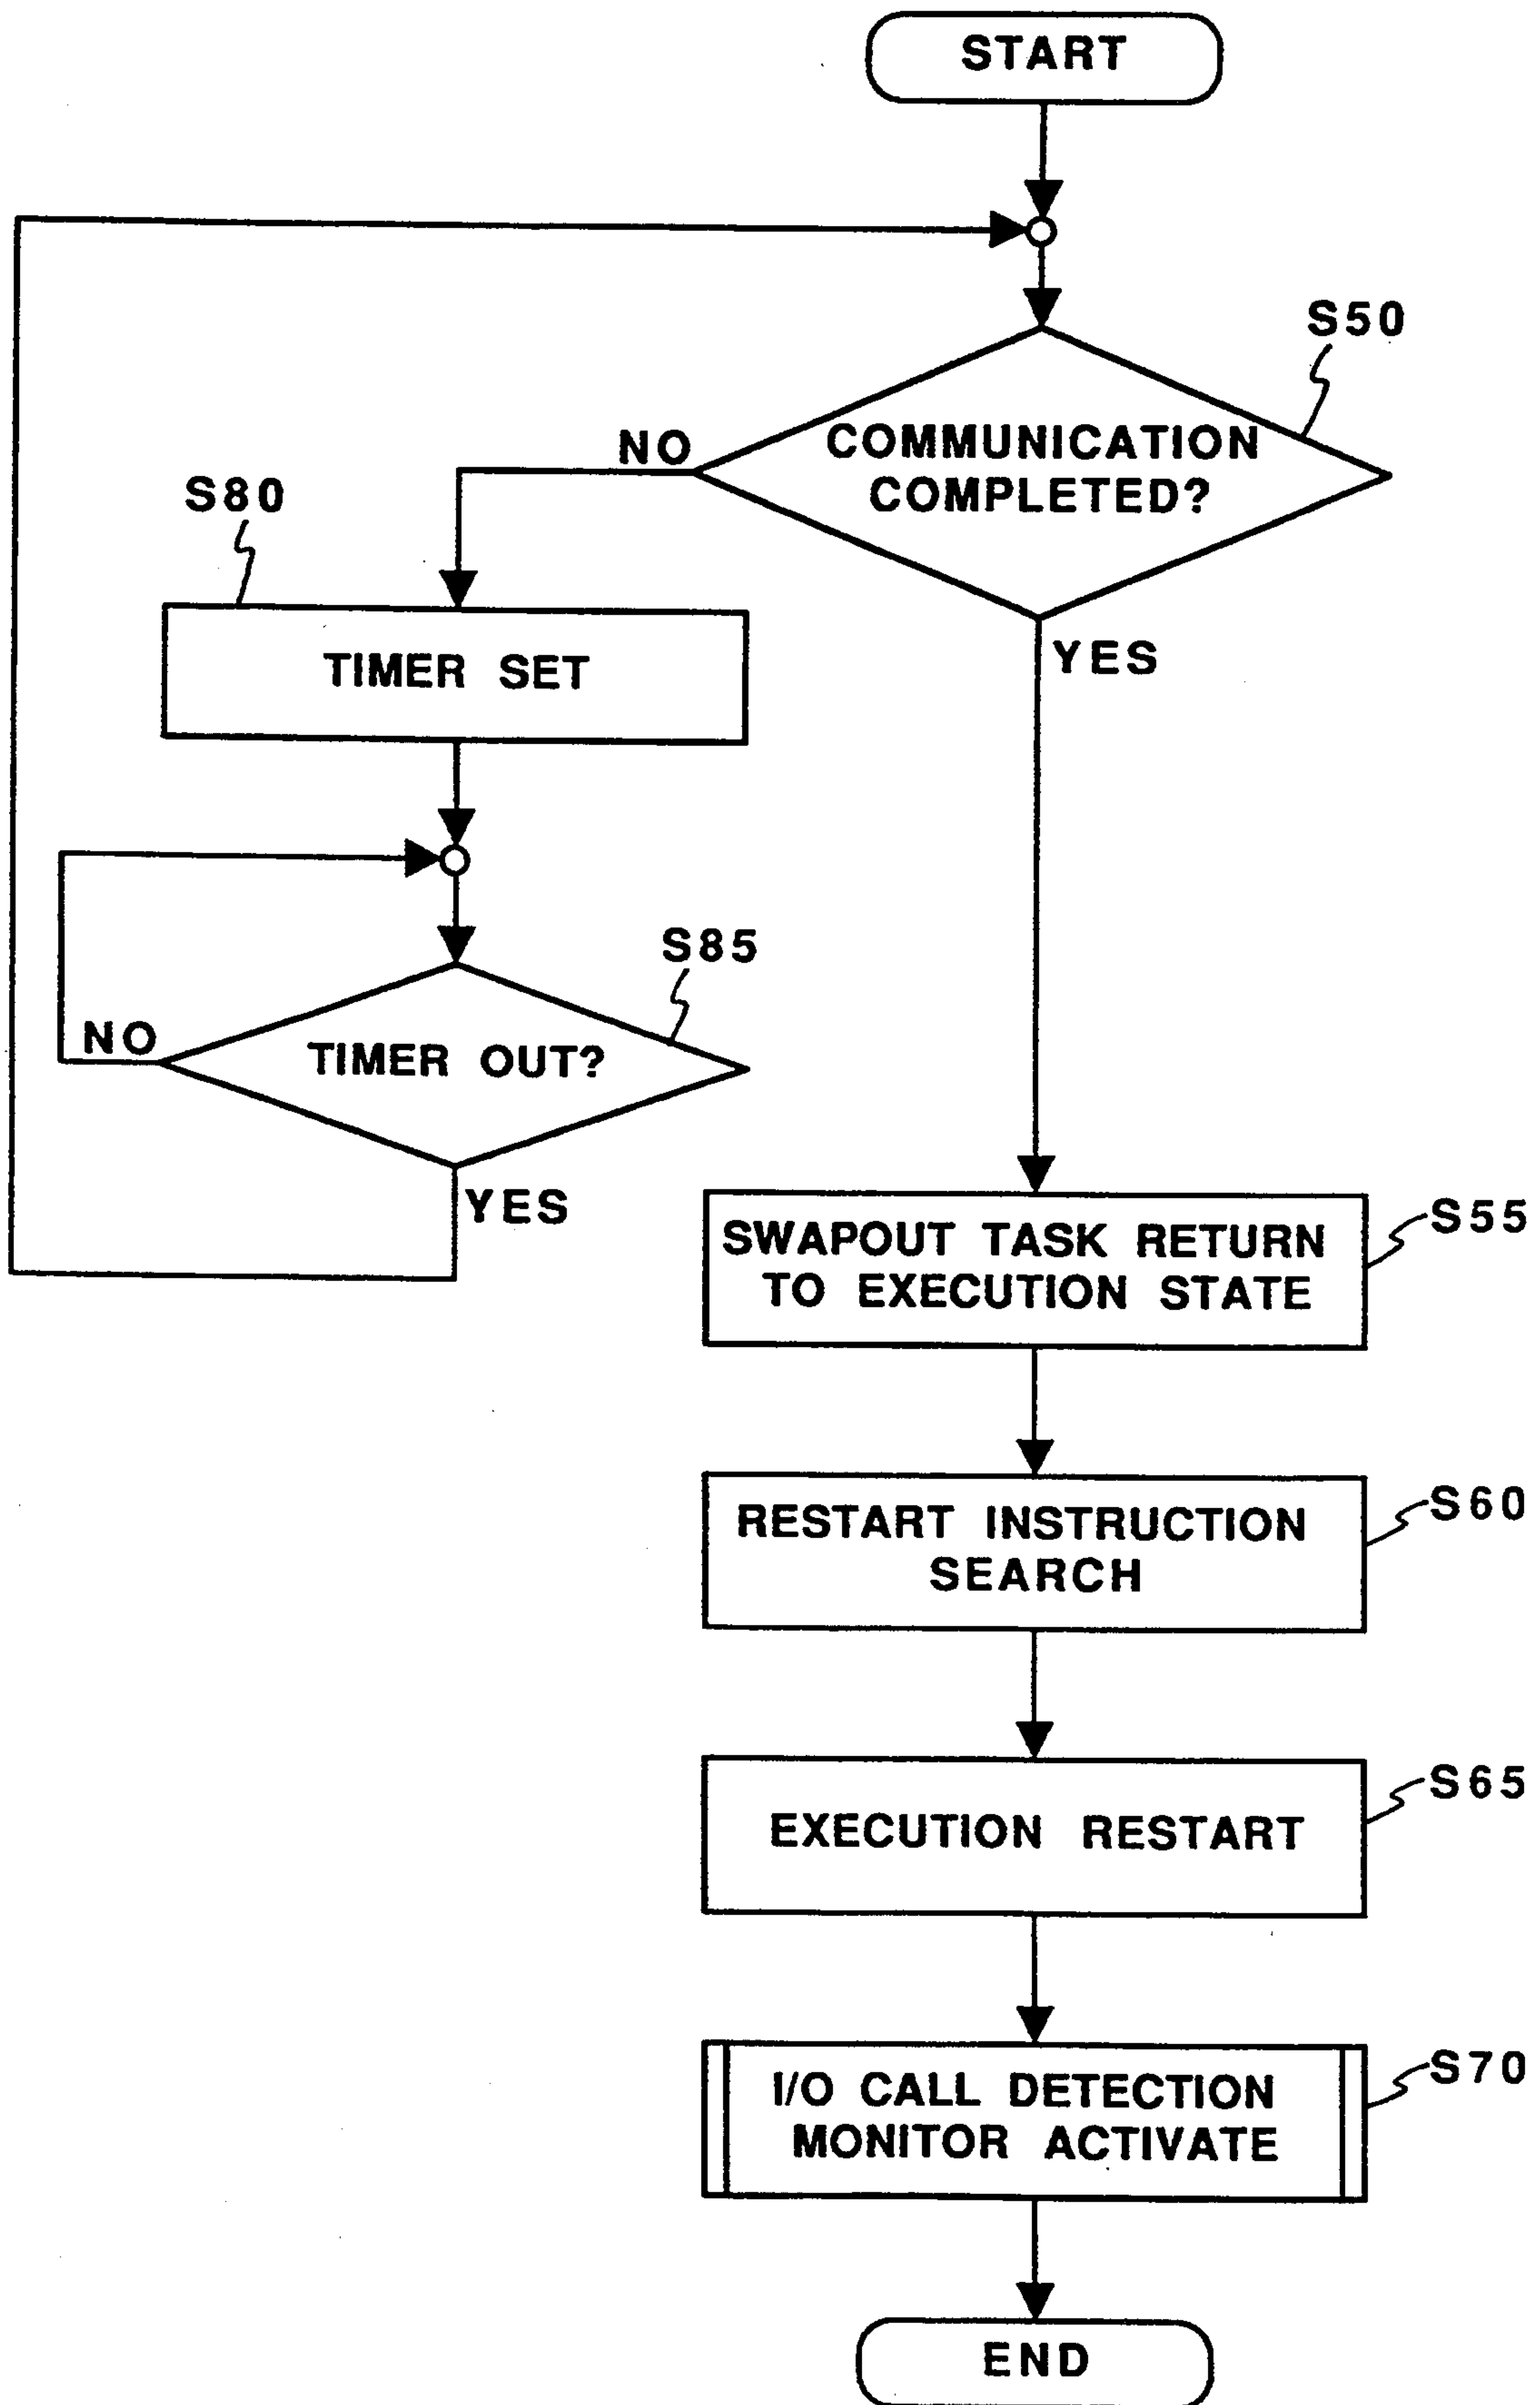 START
S50
COMMUNICATION
COMPLETED?
NO
YES
S80
TIMER SET
S85
TIMER OUT?
NO
YES
SWAPOUT TASK RETURN
TO EXECUTION STATE
S55
RESTART INSTRUCTION
SEARCH
S60
EXECUTION RESTART
S65
I/O CALL DETECTION
MONITOR ACTIVATE
S70
END